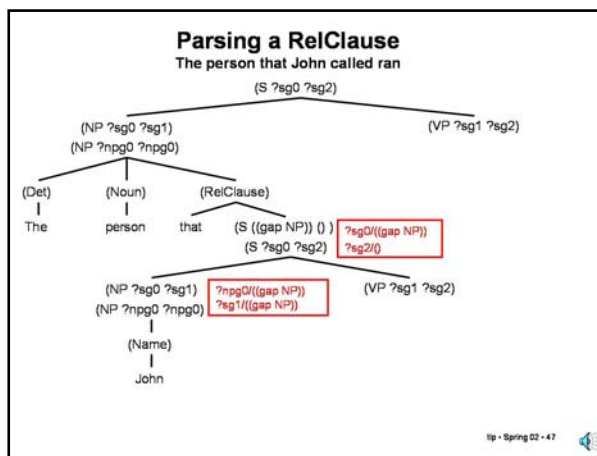 Parsing a RelClause
The person that John called ran
(S ?sg0 ?sg2)
(NP ?sg0 ?sg1) (VP ?sg1 ?sg2)
(NP ?npg0 ?npg0)
(Det) (Noun) (RelClause)
The person that (S ((gap NP)) () ) ?sg0/((gap NP))
(S ?sg0 ?sg2) ?sg2/()
(NP ?sg0 ?sg1) ?npg0/((gap NP)) (VP ?sg1 ?sg2)
(NP ?npg0 ?npg0) ?sg1/((gap NP))
(Name)
John
tlp • Spring 02 • 47